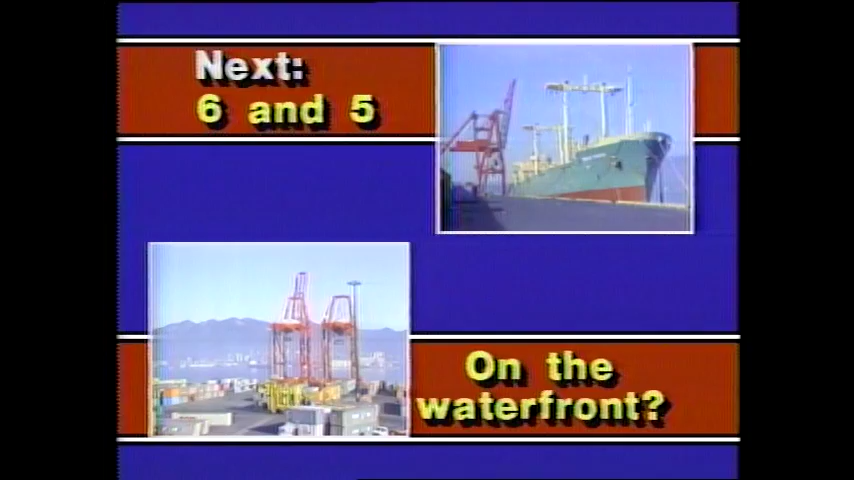 Next:
6 and 5
On the
waterfront?